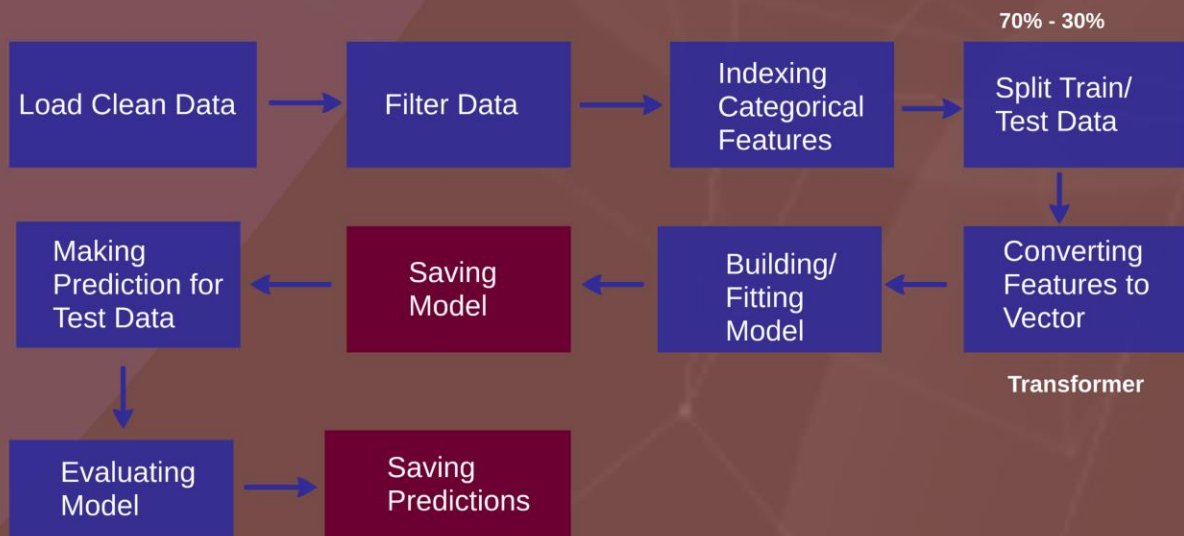 70% - 30%
Load Clean Data
Filter Data
Indexing
Categorical
Features
Split Train/
Test Data
Making
Prediction for
Test Data
Saving
Model
Building/
Fitting
Model
Converting
Features to
Vector
Transformer
Evaluating
Model
Saving
Predictions